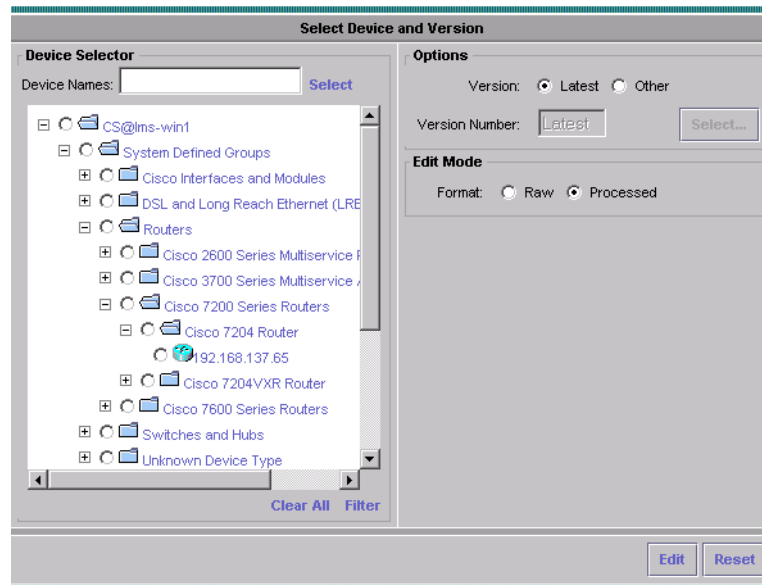 Select Device and Version
Device Selector
Device Names: Select
CS@lms-win1
System Defined Groups
Cisco Interfaces and Modules
DSL and Long Reach Ethernet (LRE
Routers
Cisco 2600 Series Multiservice
Cisco 3700 Series Multiservice
Cisco 7200 Series Routers
Cisco 7204 Router
192.168.137.65
Cisco 7204VXR Router
Cisco 7600 Series Routers
Switches and Hubs
Unknown Device Type
Clear All Filter
Options
Version: Latest Other
Version Number: Latest Select...
Edit Mode
Format: Raw Processed
Edit Reset